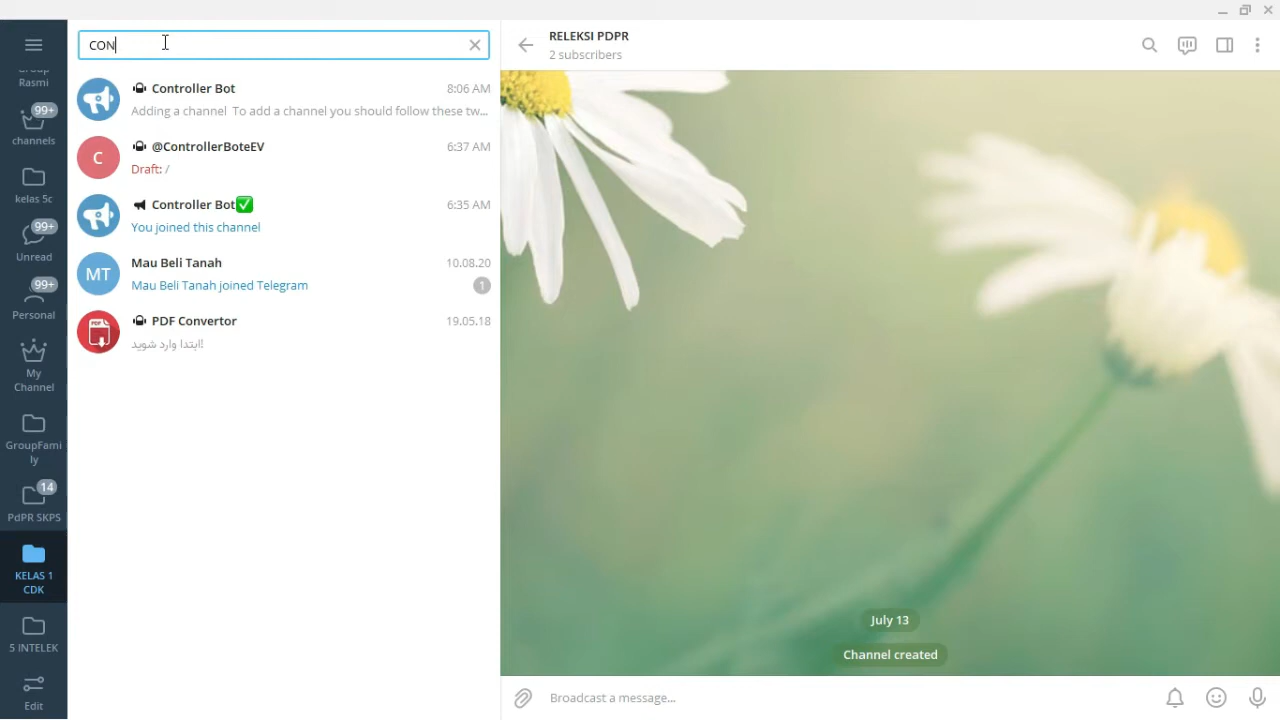 CON
Group
Rasmi
99+
channels
kelas 5c
99+
Unread
99+
Personal
My
Channel
GroupFami
ly
14
PdPR SKPS
KELAS 1
CDK
5 INTELEK
Edit
Controller Bot 8:06 AM
Adding a channel To add a channel you should follow these tw...
C
@ControllerBoteEV 6:37 AM
Draft: /
Controller Bot✅ 6:35 AM
You joined this channel
MT
Mau Beli Tanah 10.08.20
Mau Beli Tanah joined Telegram 1
PDF
PDF Convertor 19.05.18
ابتدا وارد شوید!
RELEKSI PDPR
2 subscribers
July 13
Channel created
Broadcast a message...